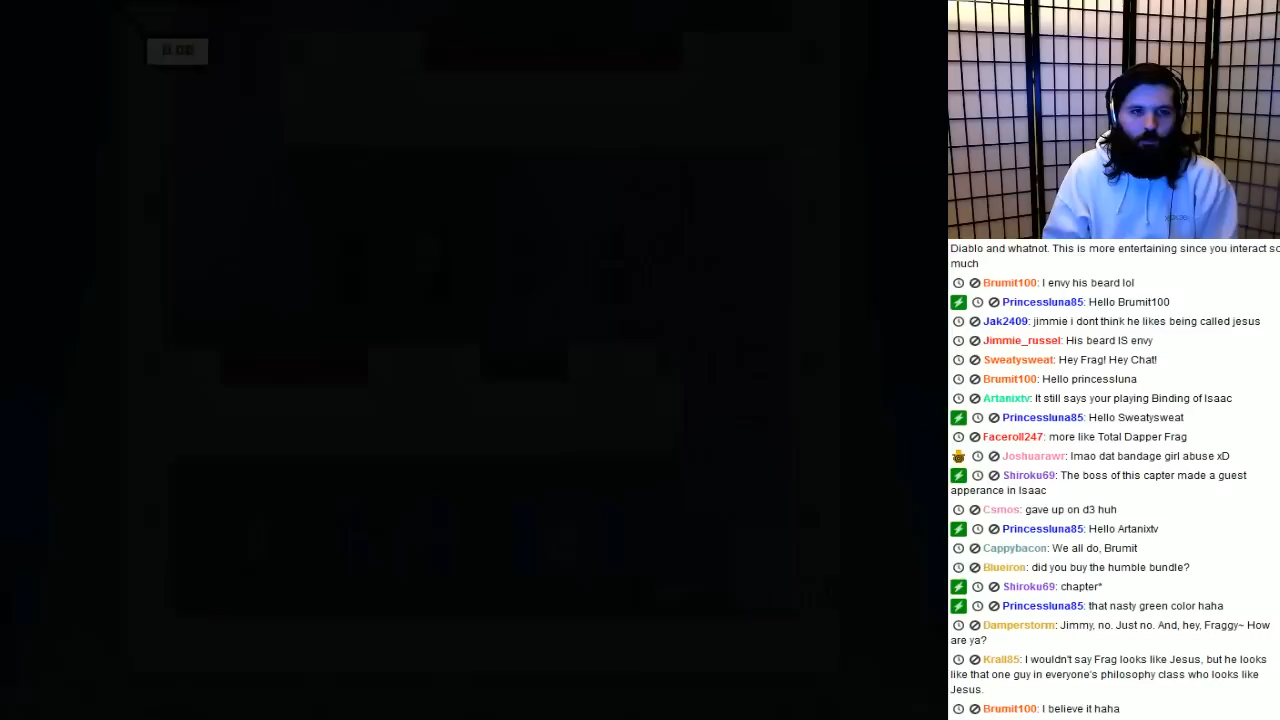 Diablo and whatnot. This is more entertaining since you interact so
much
Brumit100: I envy his beard lol
Princessluna85: Hello Brumit100
Jak2409: jimmie i dont think he likes being called jesus
Jimmie_russel: His beard IS envy
Sweatysweat: Hey Frag! Hey Chat!
Brumit100: Hello princessluna
Artanixtv: It still says your playing Binding of Isaac
Princessluna85: Hello Sweatysweat
Faceroll247: more like Total Dapper Frag
Joshuarawr: lmao dat bandage girl abuse xD
Shiroku69: The boss of this capter made a guest
apperance in Isaac
Csmos: gave up on d3 huh
Princessluna85: Hello Artanixtv
Cappybacon: We all do, Brumit
Blueiron: did you buy the humble bundle?
Shiroku69: chapter*
Princessluna85: that nasty green color haha
Damperstorm: Jimmy, no. Just no. And, hey, Fraggy~ How
are ya?
Krall85: I wouldn't say Frag looks like Jesus, but he looks
like that one guy in everyone's philosophy class who looks like
Jesus.
Brumit100: I believe it haha